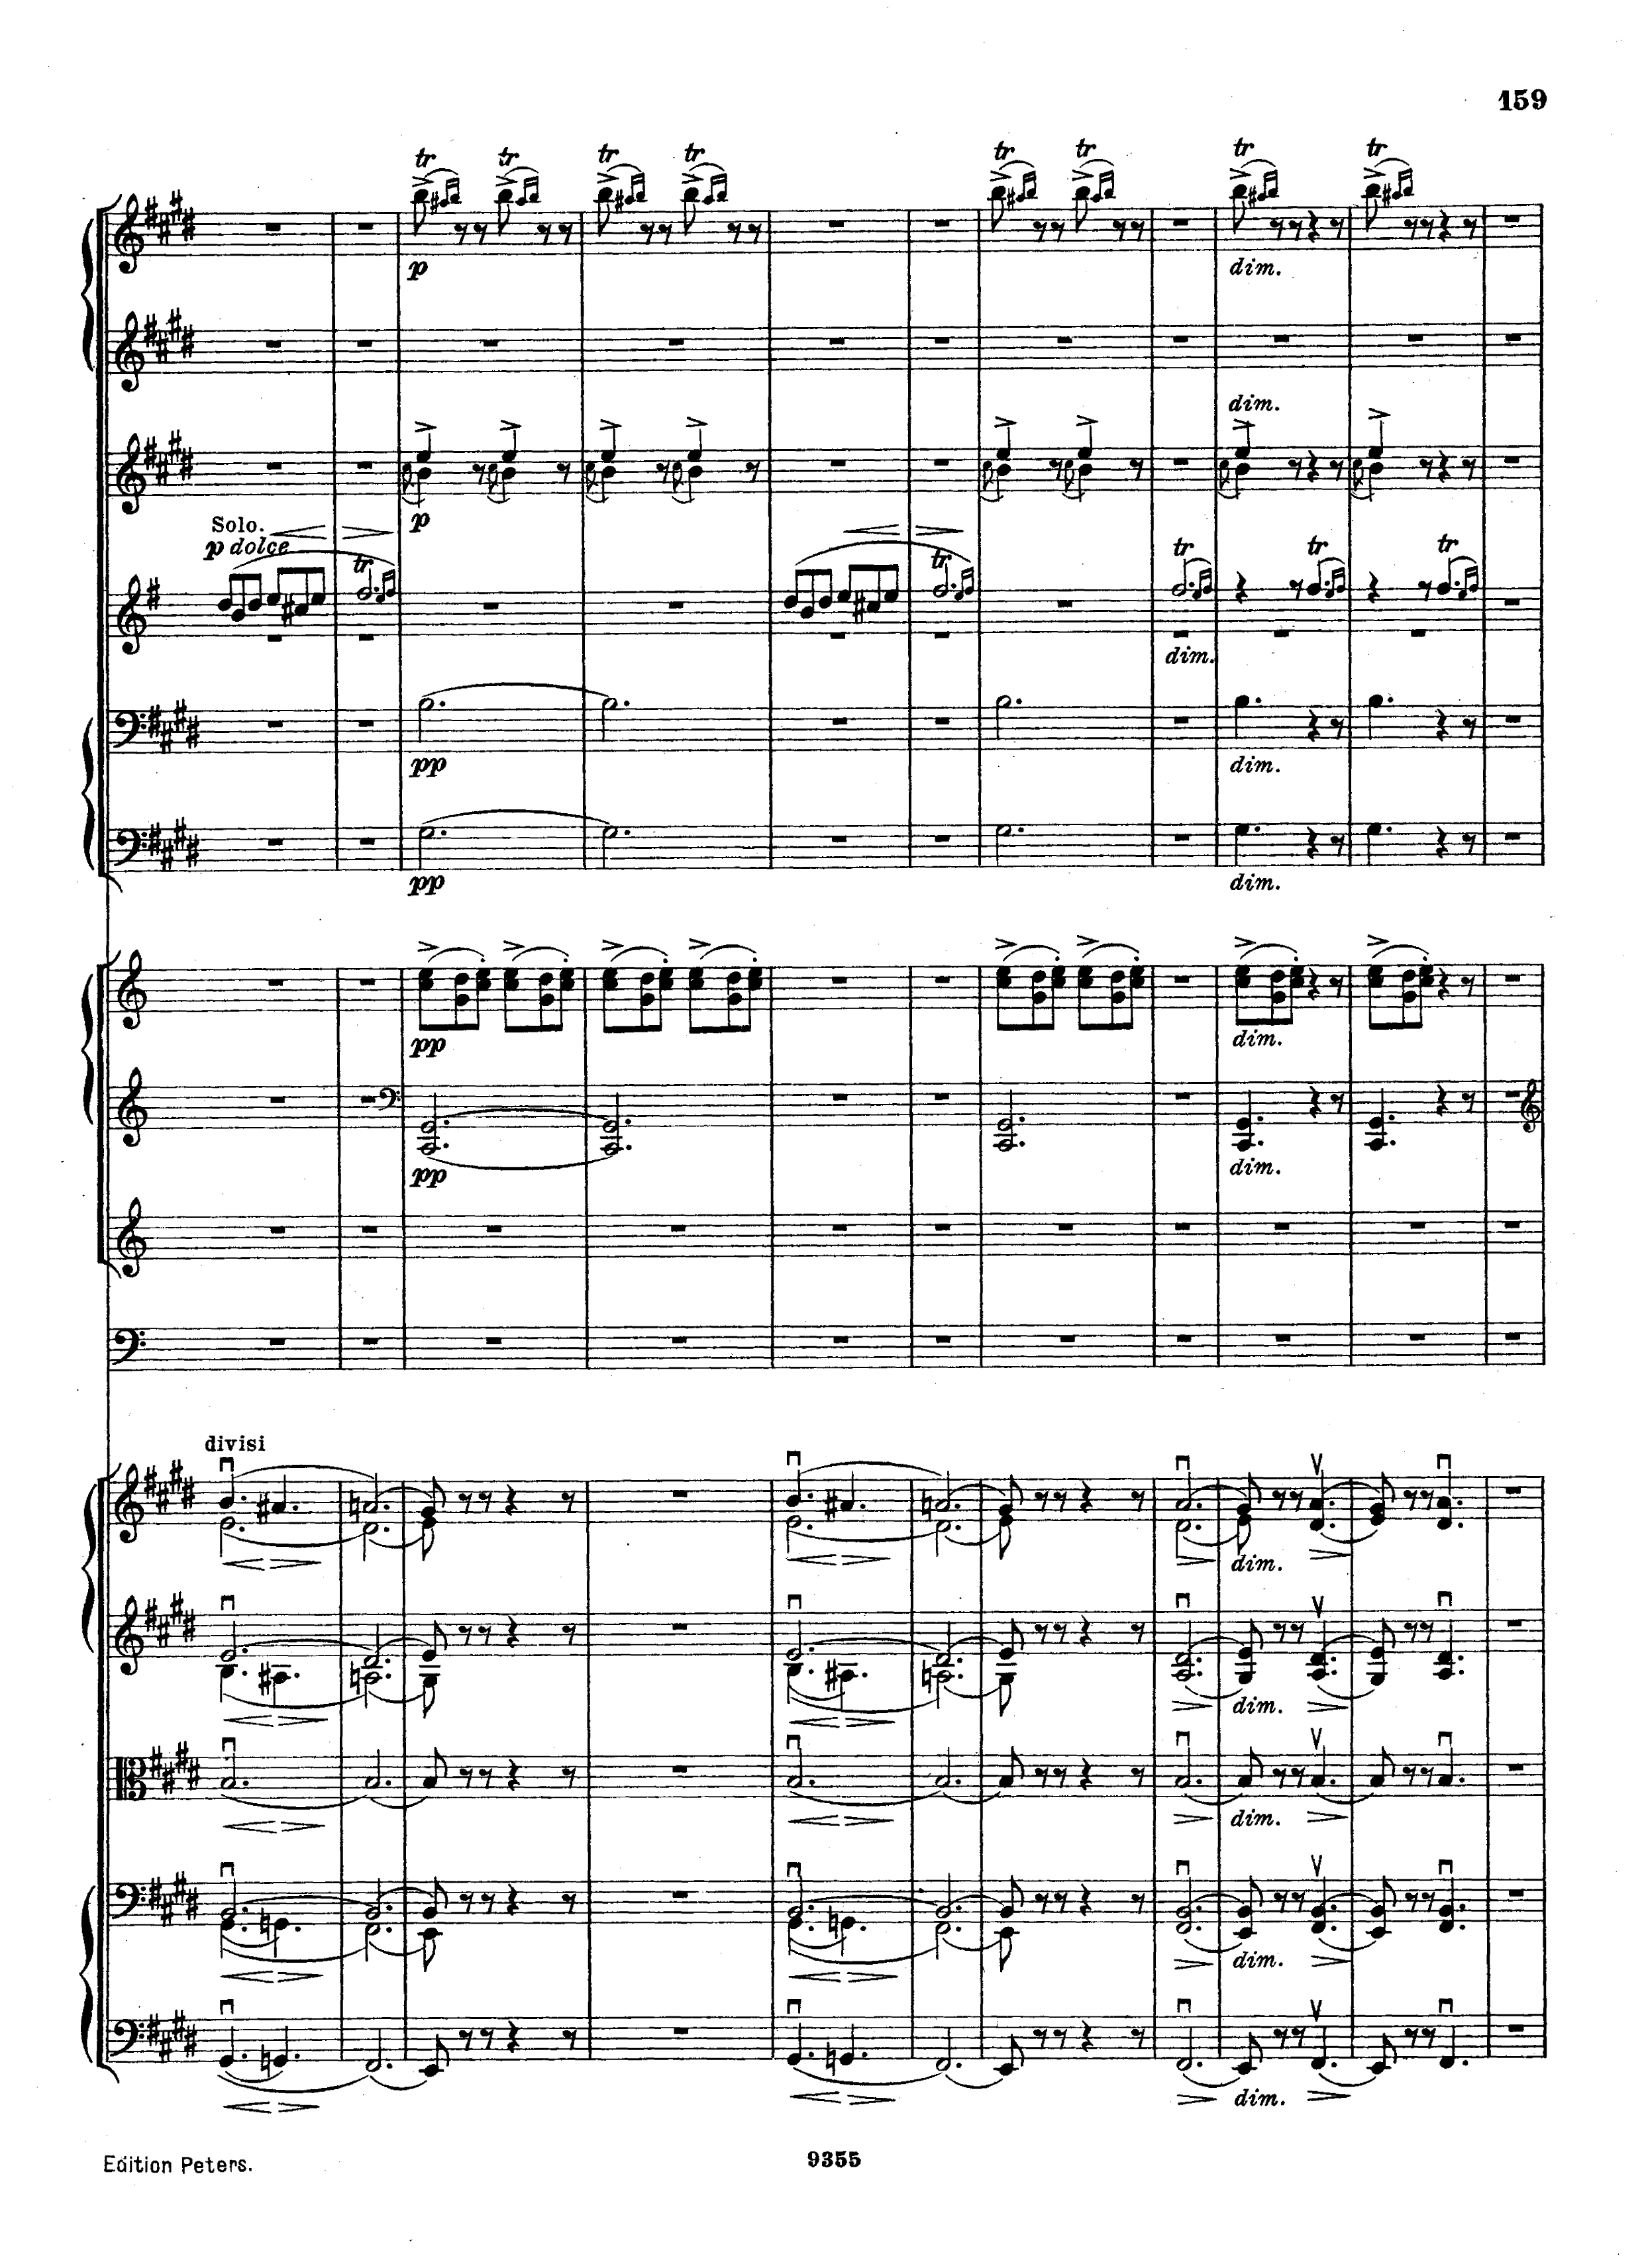 159
tr tr tr tr tr tr tr tr
p dim.
dim.
p
Solo.
p dolce
tr tr tr tr tr
dim.
pp dim.
pp dim.
pp dim.
pp dim.
divisi
dim.
dim.
dim.
dim.
dim.
Edition Peters. 9355